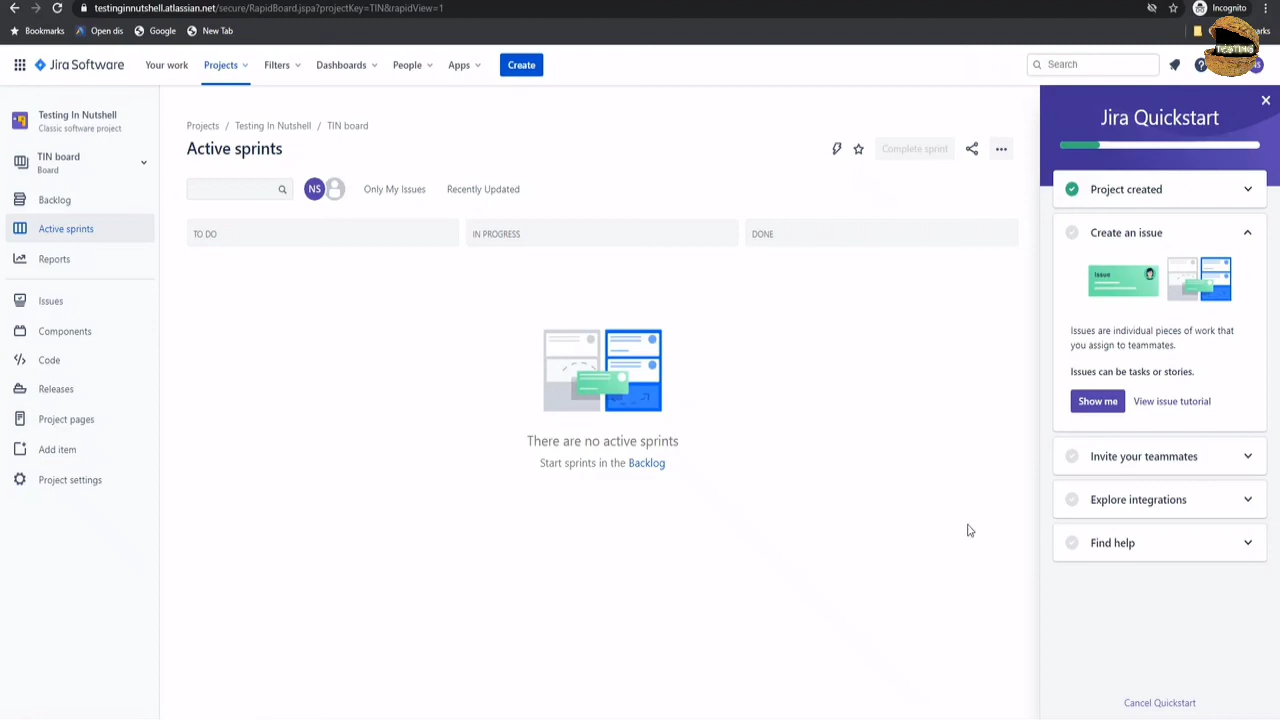 testinginnutshell.atlassian.net/secure/RapidBoard.jspa?projectKey=TIN&rapidView=1
Incognito
Bookmarks
Open dis
Google
New Tab
TESTING
Jira Software
Your work
Projects
Filters
Dashboards
People
Apps
Create
Search
Testing In Nutshell
Classic software project
TIN board
Board
Backlog
Active sprints
Reports
Issues
Components
Code
Releases
Project pages
Add item
Project settings
Projects / Testing In Nutshell / TIN board
Active sprints
Complete sprint
NS
Only My Issues
Recently Updated
TO DO
IN PROGRESS
DONE
There are no active sprints
Start sprints in the Backlog
Jira Quickstart
Project created
Create an issue
Issue
Issues are individual pieces of work that
you assign to teammates.
Issues can be tasks or stories.
Show me
View issue tutorial
Invite your teammates
Explore integrations
Find help
Cancel Quickstart